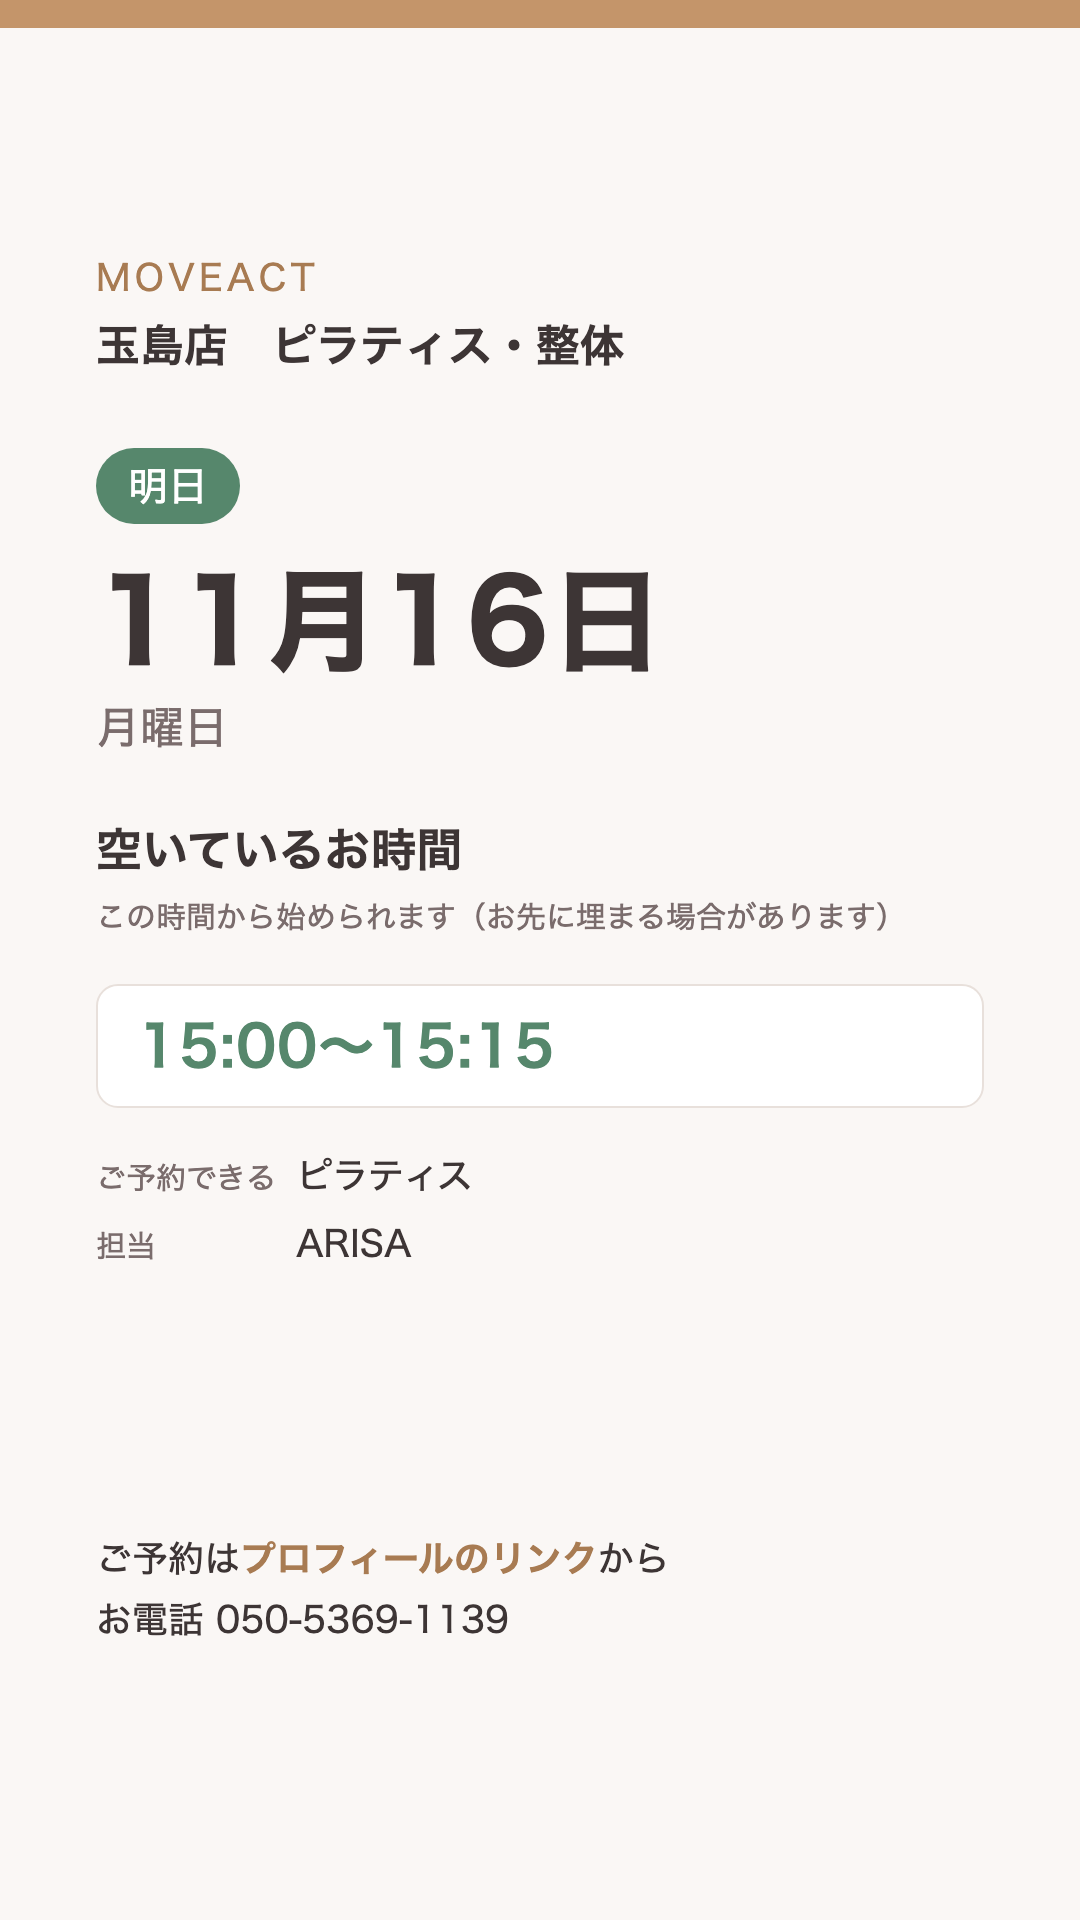 MOVEACT
玉島店　ピラティス・整体
明日
11月16日
月曜日
空いているお時間
この時間から始められます（お先に埋まる場合があります）
15:00〜15:15
ご予約できる ピラティス
担当 ARISA
ご予約はプロフィールのリンクから
お電話 050-5369-1139